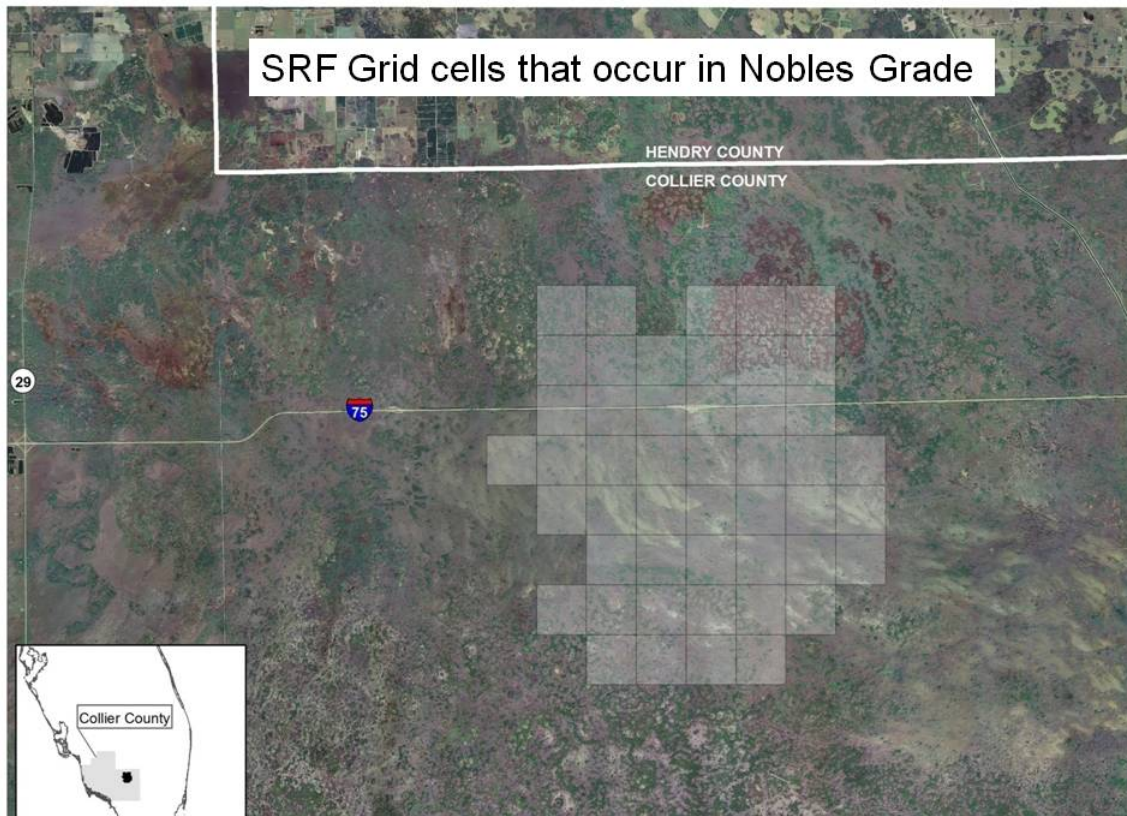 SRF Grid cells that occur in Nobles Grade
HENDRY COUNTY
COLLIER COUNTY
29
75
Collier County